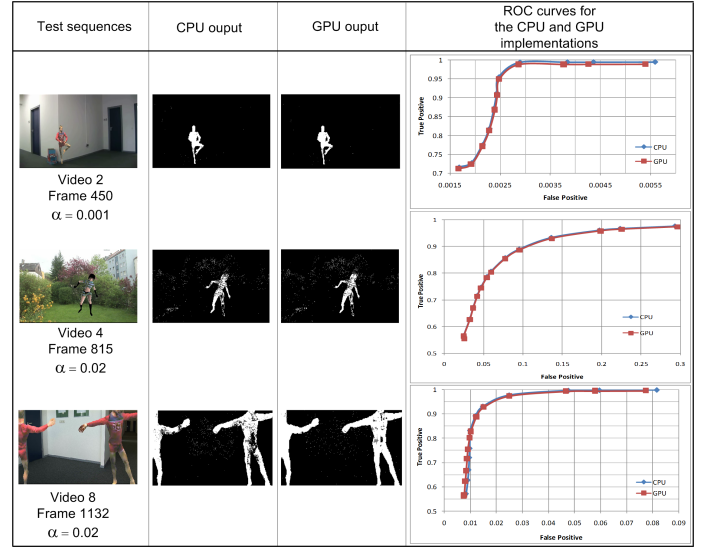 Test sequences
CPU ouput
GPU ouput
ROC curves for
the CPU and GPU
implementations
Video 2
Frame 450
α = 0.001
True Positive
1
0.95
0.9
0.85
0.8
0.75
0.7
0.0015 0.0025 0.0035 0.0045 0.0055
False Positive
CPU
GPU
Video 4
Frame 815
α = 0.02
True Positive
1
0.9
0.8
0.7
0.6
0.5
0 0.05 0.1 0.15 0.2 0.25 0.3
False Positive
CPU
GPU
Video 8
Frame 1132
α = 0.02
True Positive
1
0.9
0.8
0.7
0.6
0.5
0 0.01 0.02 0.03 0.04 0.05 0.06 0.07 0.08 0.09
False Positive
CPU
GPU